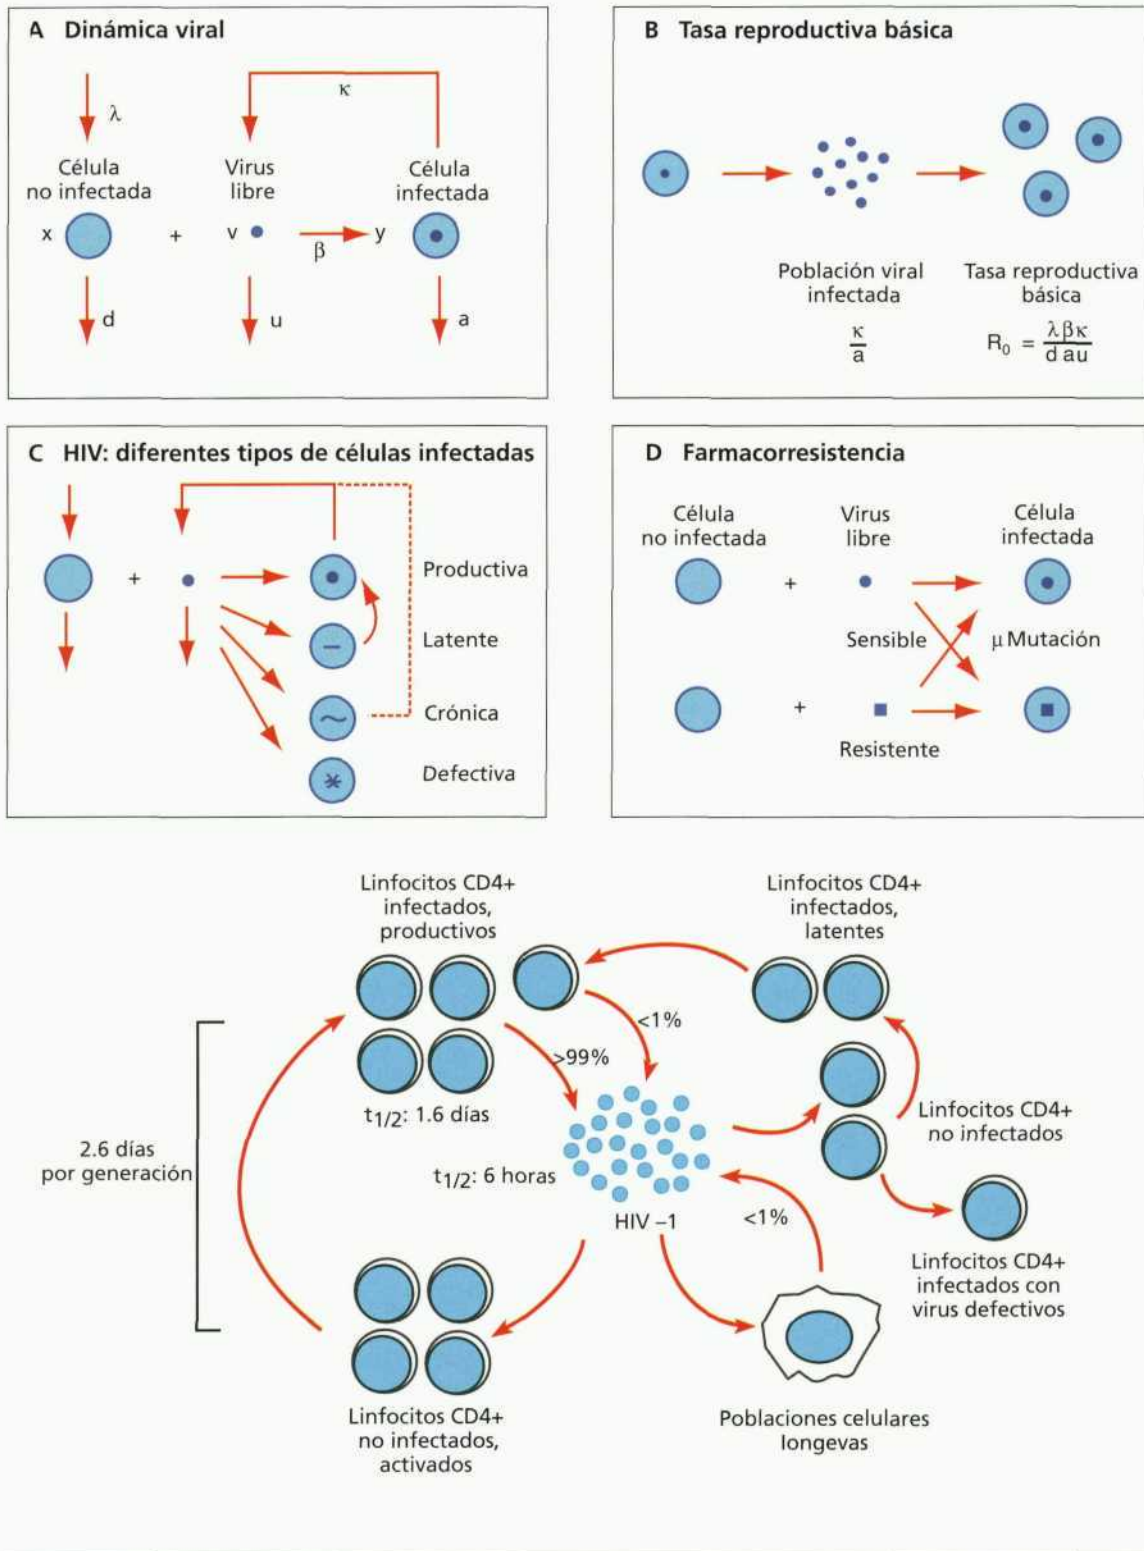 A Dinámica viral
λ
κ
Célula
no infectada
Virus
libre
Célula
infectada
x
+
v
β
y
d
u
a
B Tasa reproductiva básica
Población viral
infectada
κ
a
Tasa reproductiva
básica
R0 = λβκ
d au
C HIV: diferentes tipos de células infectadas
+
Productiva
Latente
Crónica
Defectiva
D Farmacorresistencia
Célula
no infectada
Virus
libre
Célula
infectada
+
Sensible
μ Mutación
+
Resistente
Linfocitos CD4+
infectados,
productivos
Linfocitos CD4+
infectados,
latentes
<1%
>99%
t1/2: 1.6 días
Linfocitos CD4+
no infectados
2.6 días
por generación
t1/2: 6 horas
HIV –1
<1%
Linfocitos CD4+
infectados con
virus defectivos
Linfocitos CD4+
no infectados,
activados
Poblaciones celulares
longevas